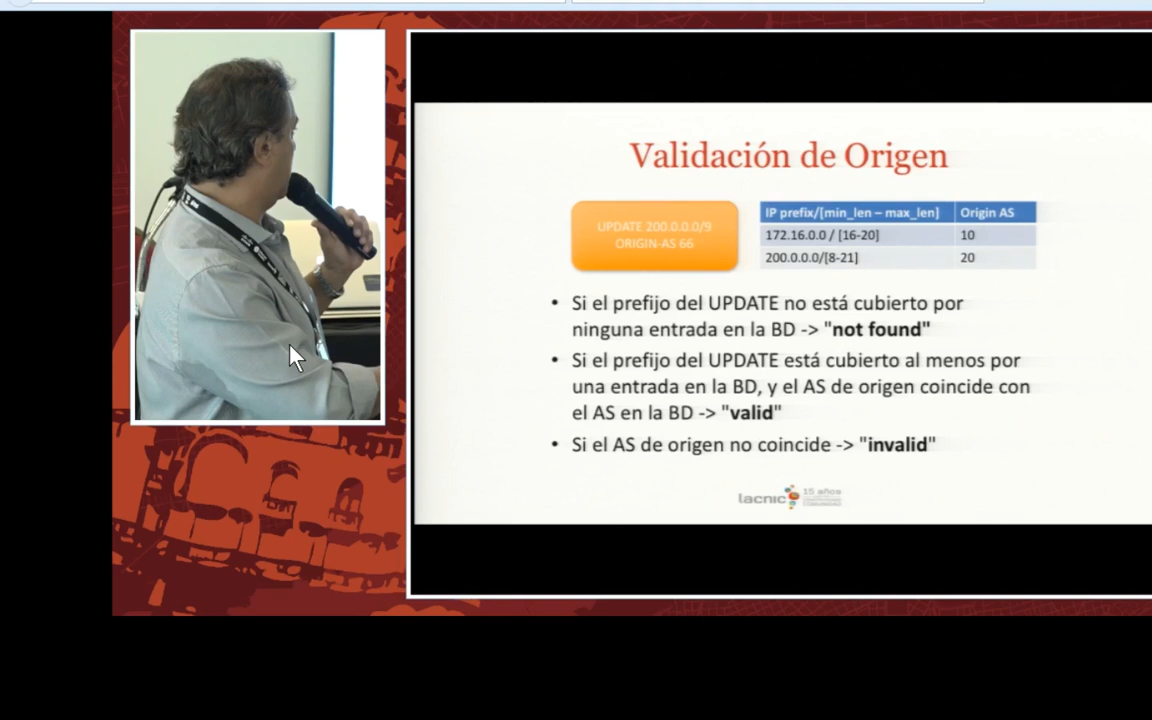 Validación de Origen
UPDATE 200.0.0.0/9
ORIGIN-AS 66
IP prefix/[min_len – max_len] Origin AS
172.16.0.0 / [16-20] 10
200.0.0.0/[8-21] 20
• Si el prefijo del UPDATE no está cubierto por
ninguna entrada en la BD -> "not found"
• Si el prefijo del UPDATE está cubierto al menos por
una entrada en la BD, y el AS de origen coincide con
el AS en la BD -> "valid"
• Si el AS de origen no coincide -> "invalid"
lacnic 15 años